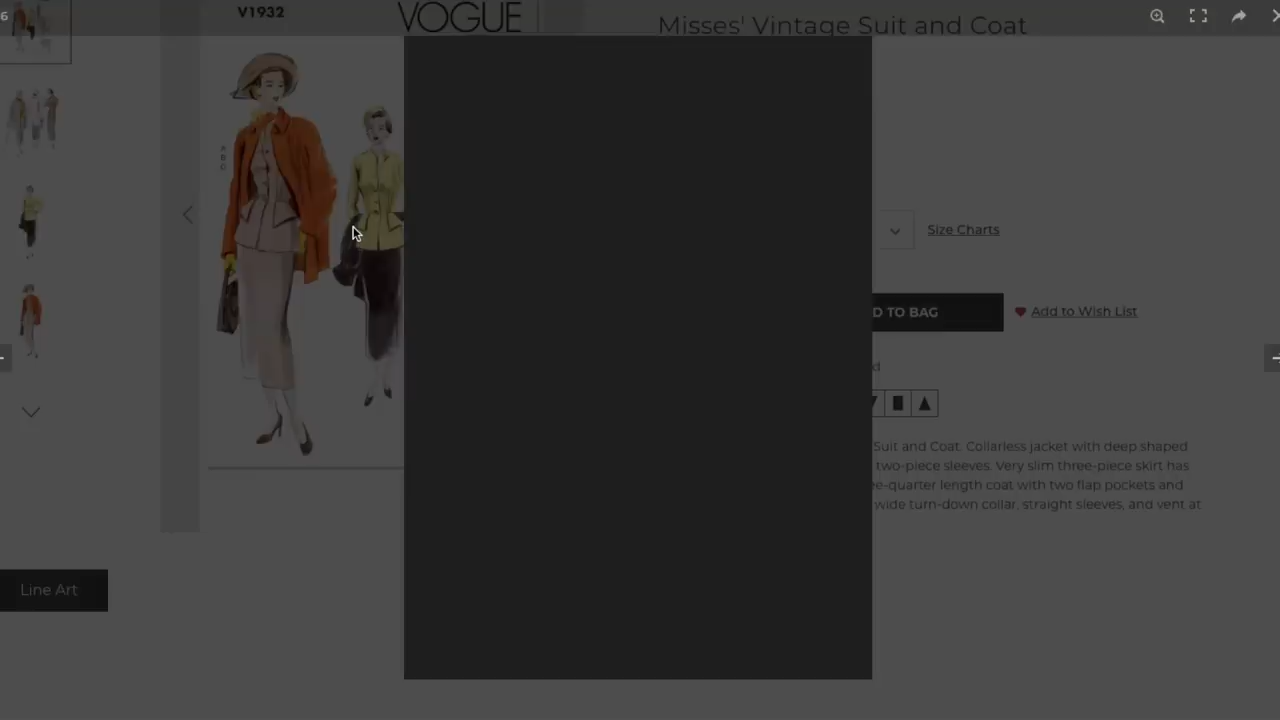 6
V1932
VOGUE
Misses' Vintage Suit and Coat
A
B
C
Size Charts
D TO BAG
Add to Wish List
d
Suit and Coat. Collarless jacket with deep shaped
two-piece sleeves. Very slim three-piece skirt has
ee-quarter length coat with two flap pockets and
wide turn-down collar, straight sleeves, and vent at
Line Art